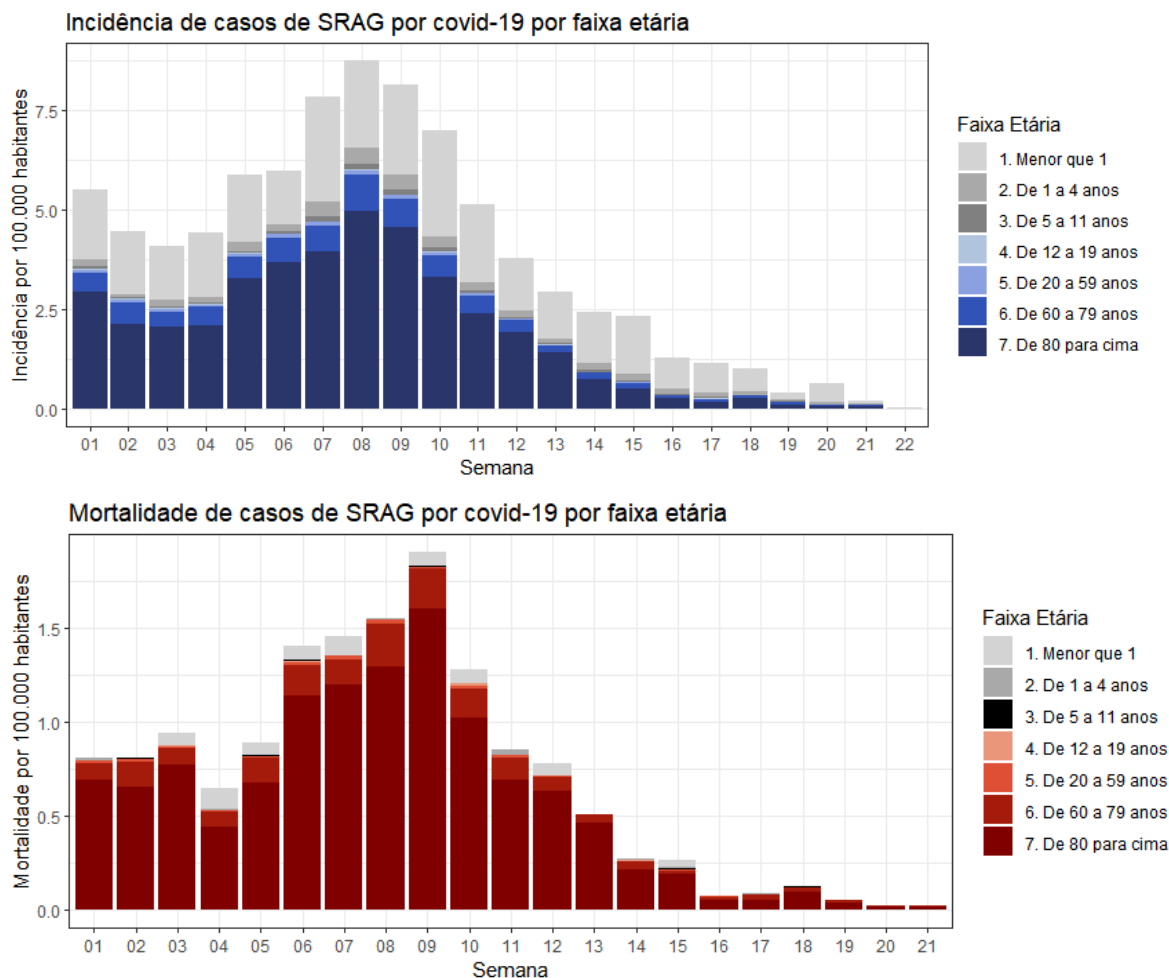 Incidência de casos de SRAG por covid-19 por faixa etária
Incidência por 100.000 habitantes
7.5
5.0
2.5
0.0
01 02 03 04 05 06 07 08 09 10 11 12 13 14 15 16 17 18 19 20 21 22
Semana
Faixa Etária
1. Menor que 1
2. De 1 a 4 anos
3. De 5 a 11 anos
4. De 12 a 19 anos
5. De 20 a 59 anos
6. De 60 a 79 anos
7. De 80 para cima
Mortalidade de casos de SRAG por covid-19 por faixa etária
Mortalidade por 100.000 habitantes
1.5
1.0
0.5
0.0
01 02 03 04 05 06 07 08 09 10 11 12 13 14 15 16 17 18 19 20 21
Semana
Faixa Etária
1. Menor que 1
2. De 1 a 4 anos
3. De 5 a 11 anos
4. De 12 a 19 anos
5. De 20 a 59 anos
6. De 60 a 79 anos
7. De 80 para cima